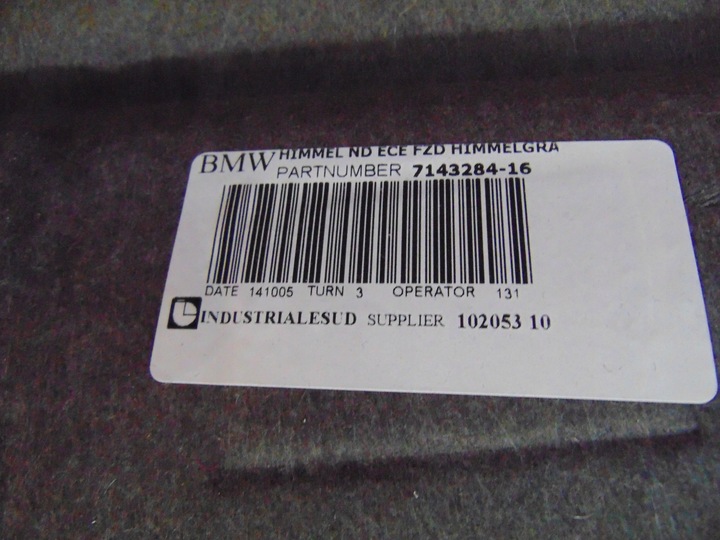 BMW HIMMEL ND ECE FZD HIMMELGRA
PARTNUMBER 7143284-16
DATE 141005 TURN 3 OPERATOR 131
INDUSTRIALESUD SUPPLIER 102053 10